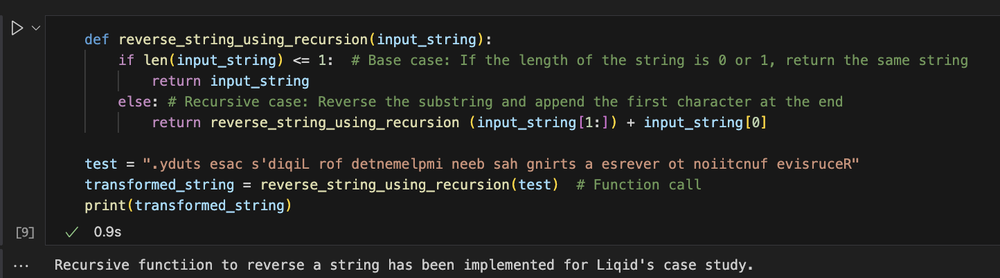 def reverse_string_using_recursion(input_string):
if len(input_string) <= 1:  # Base case: If the length of the string is 0 or 1, return the same string
return input_string
else: # Recursive case: Reverse the substring and append the first character at the end
return reverse_string_using_recursion (input_string[1:]) + input_string[0]
test = ".yduts esac s'diqiL rof detnemelpmi neeb sah gnirts a esrever ot noiitcnuf evisruceR"
transformed_string = reverse_string_using_recursion(test)  # Function call
print(transformed_string)
[9] ✓ 0.9s
... Recursive functiion to reverse a string has been implemented for Liqid's case study.